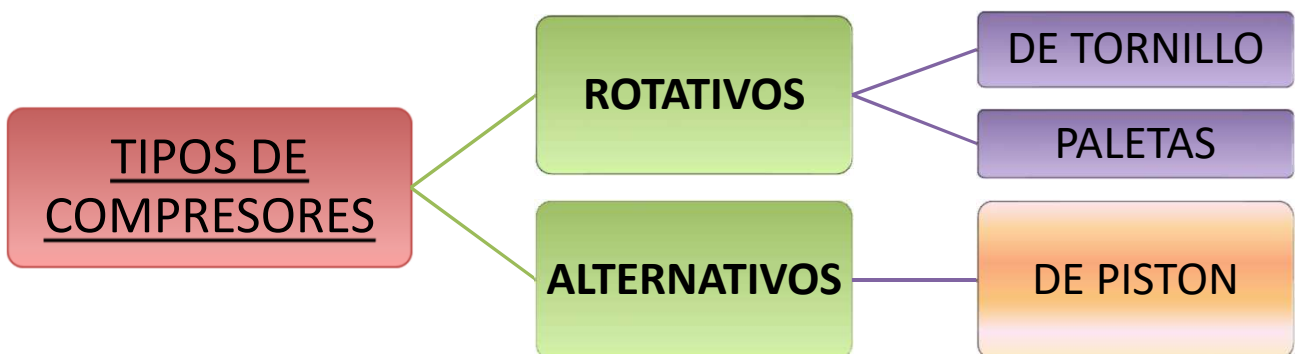 TIPOS DE
COMPRESORES
ROTATIVOS
DE TORNILLO
PALETAS
ALTERNATIVOS
DE PISTON